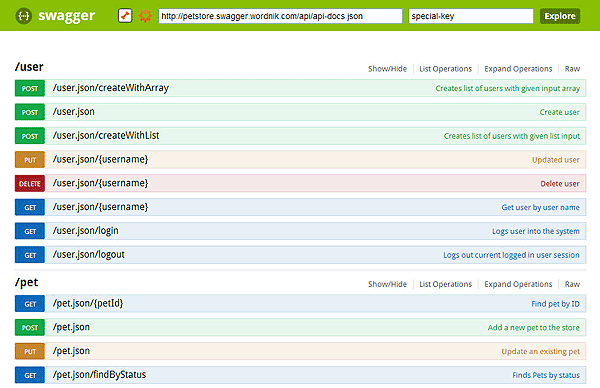 swagger http://petstore.swagger.wordnik.com/api/api-docs.json special-key Explore
/user Show/Hide List Operations Expand Operations Raw
POST /user.json/createWithArray Creates list of users with given input array
POST /user.json Create user
POST /user.json/createWithList Creates list of users with given list input
PUT /user.json/{username} Updated user
DELETE /user.json/{username} Delete user
GET /user.json/{username} Get user by user name
GET /user.json/login Logs user into the system
GET /user.json/logout Logs out current logged in user session
/pet Show/Hide List Operations Expand Operations Raw
GET /pet.json/{petId} Find pet by ID
POST /pet.json Add a new pet to the store
PUT /pet.json Update an existing pet
GET /pet.json/findByStatus Finds Pets by status